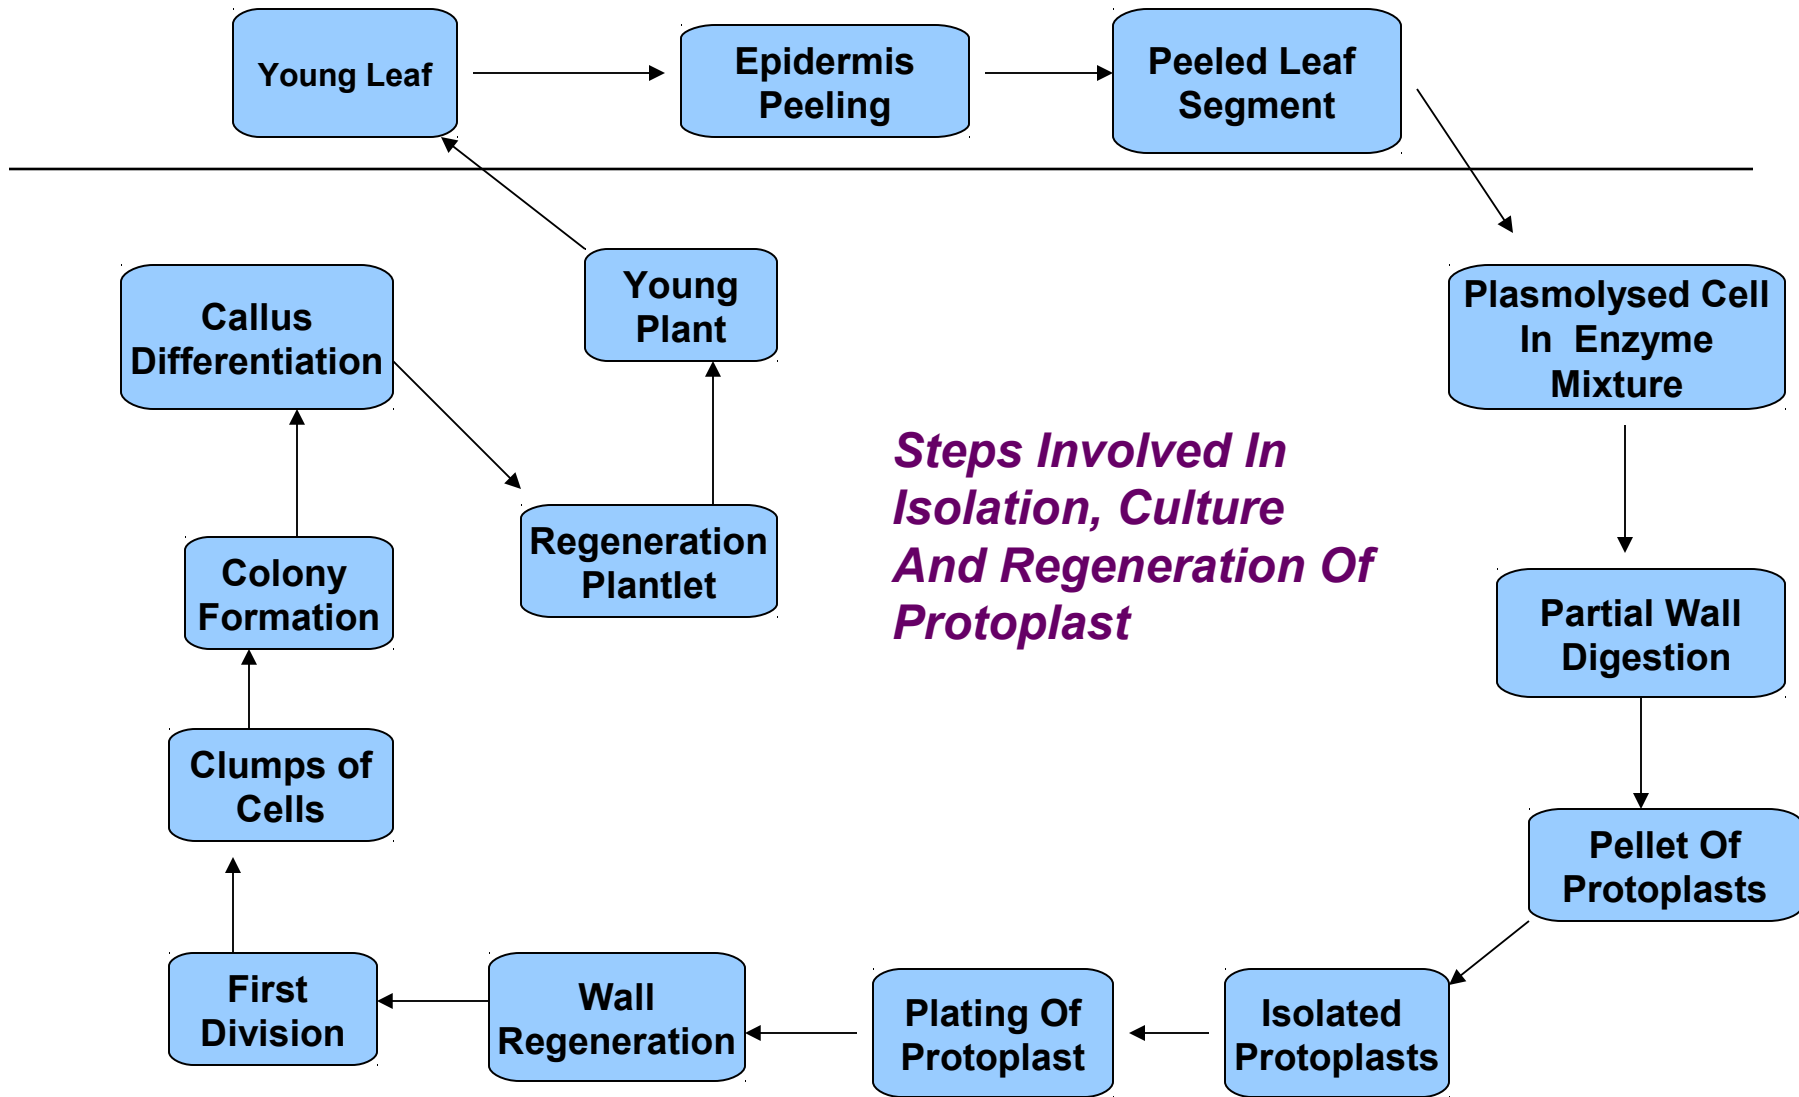 Young Leaf
Epidermis
Peeling
Peeled Leaf
Segment
Plasmolysed Cell
In Enzyme
Mixture
Partial Wall
Digestion
Pellet Of
Protoplasts
Isolated
Protoplasts
Plating Of
Protoplast
Wall
Regeneration
First
Division
Clumps of
Cells
Colony
Formation
Callus
Differentiation
Regeneration
Plantlet
Young
Plant
Steps Involved In
Isolation, Culture
And Regeneration Of
Protoplast